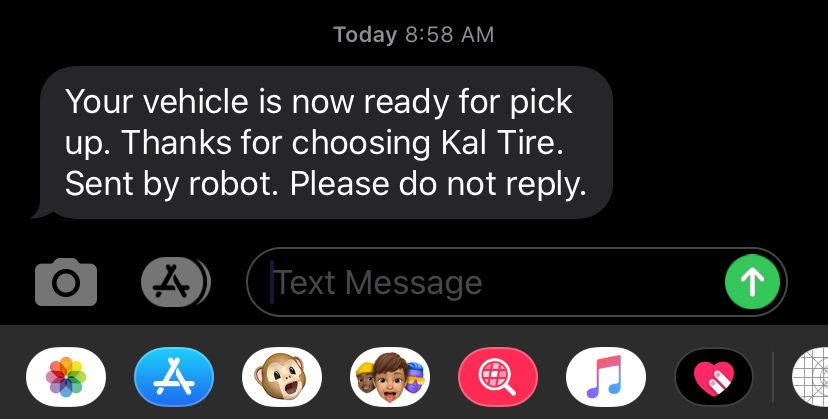 Today 8:58 AM
Your vehicle is now ready for pick
up. Thanks for choosing Kal Tire.
Sent by robot. Please do not reply.
Text Message